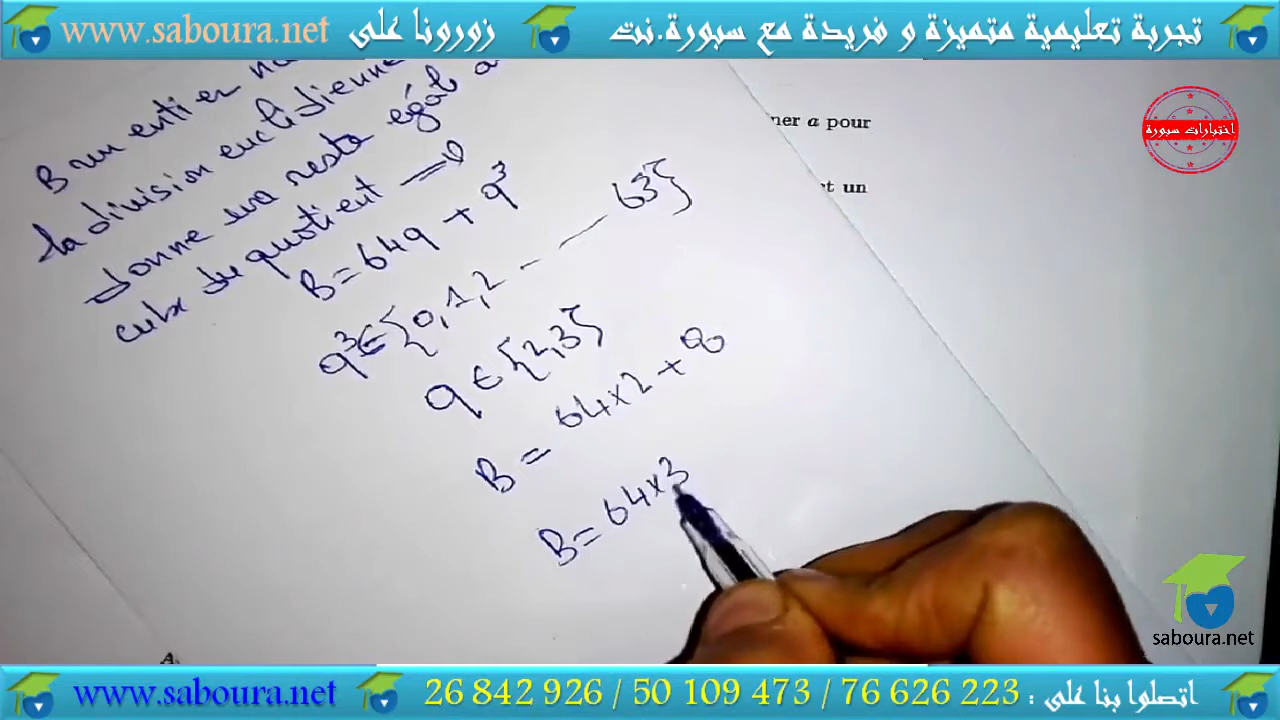 تجربة تعليمية متميزة و فريدة مع سبورة.نت زورونا على www.saboura.net
ner a pour
اختبارات سبورة
et un
B un entier
la division euclidienne
donne un reste égal a
cube du quotient
B = 64q + q³
q³ ∈ {0, 1, 2 - - — 63}
q ∈ {2, 3}
B = 64×2 + 8
B = 64×3
saboura.net
www.saboura.net 26 842 926 / 50 109 473 / 76 626 223 : اتصلوا بنا على